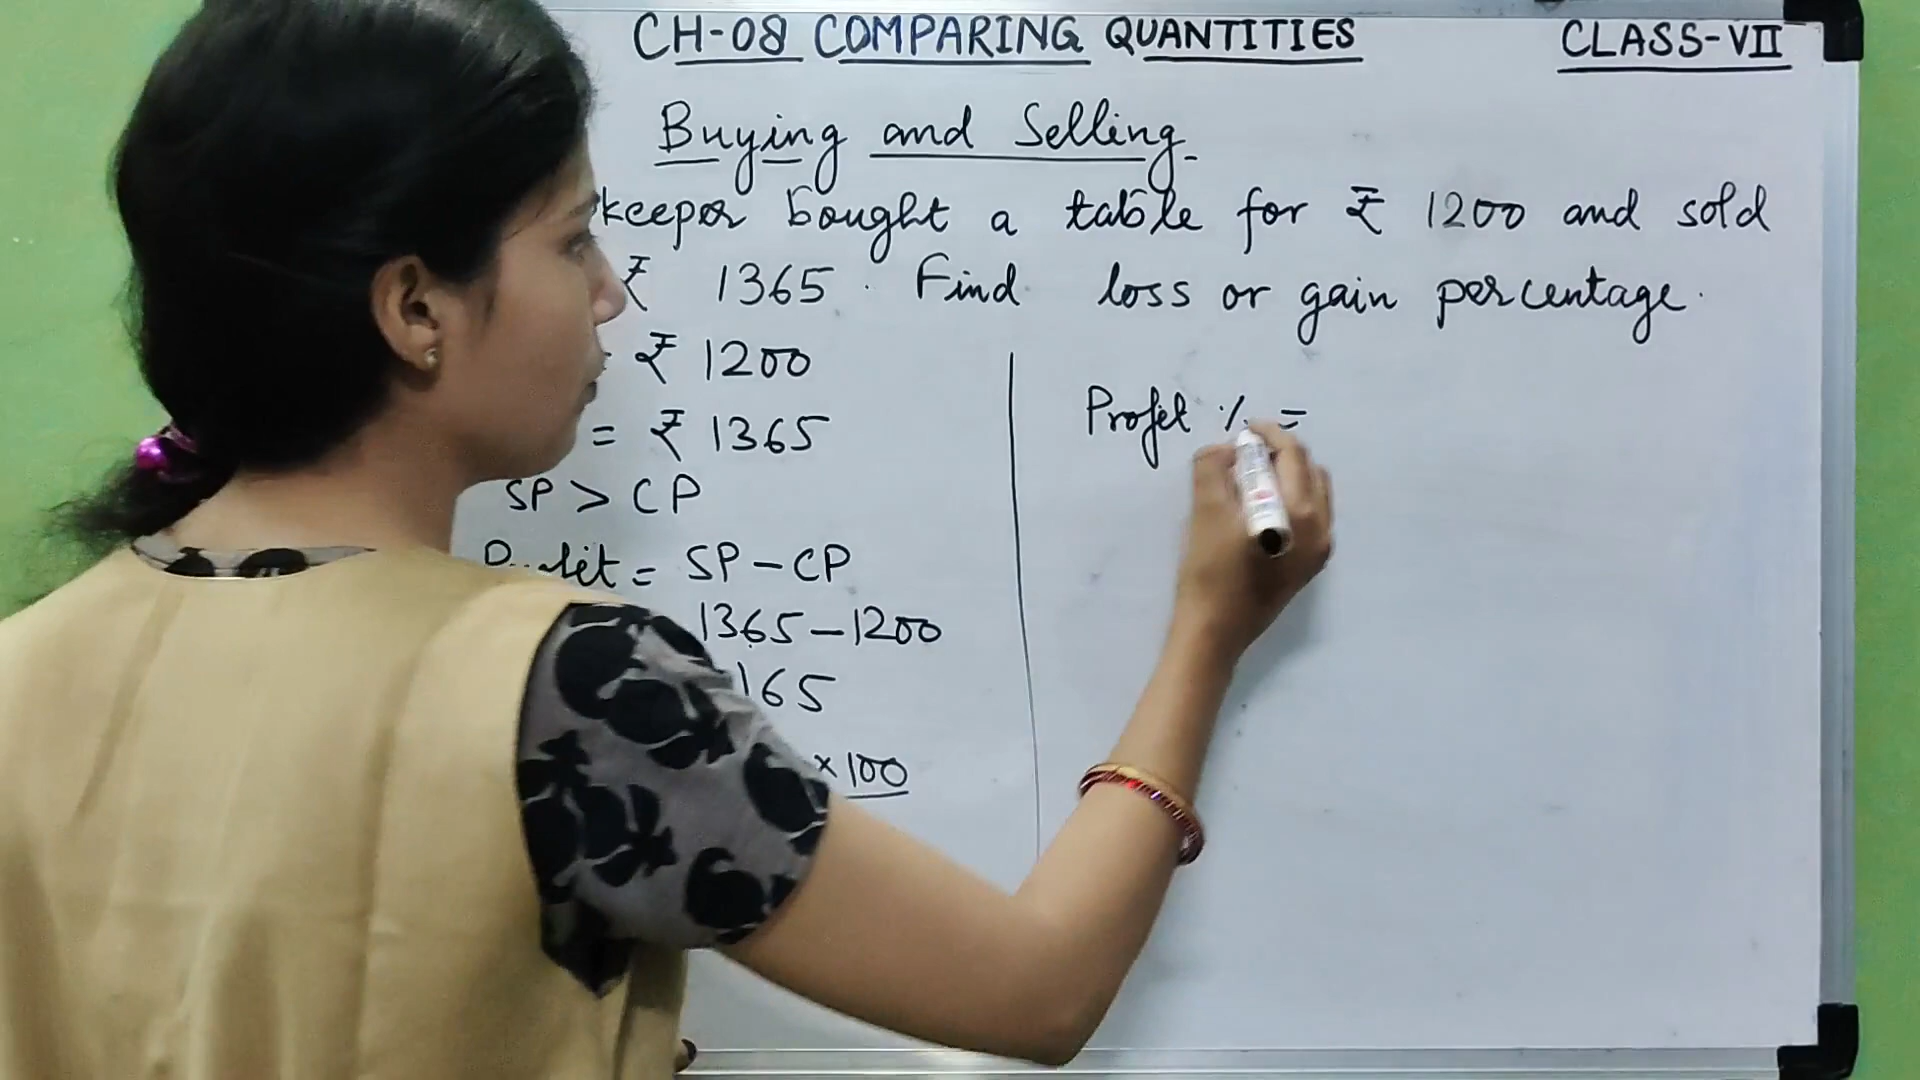 CH-08 COMPARING QUANTITIES CLASS-VII
Buying and Selling
keeper bought a table for ₹ 1200 and sold
₹ 1365. Find loss or gain percentage.
₹ 1200
= ₹ 1365
SP > CP
Profit = SP - CP
1365 - 1200
165
× 100
Profit % =